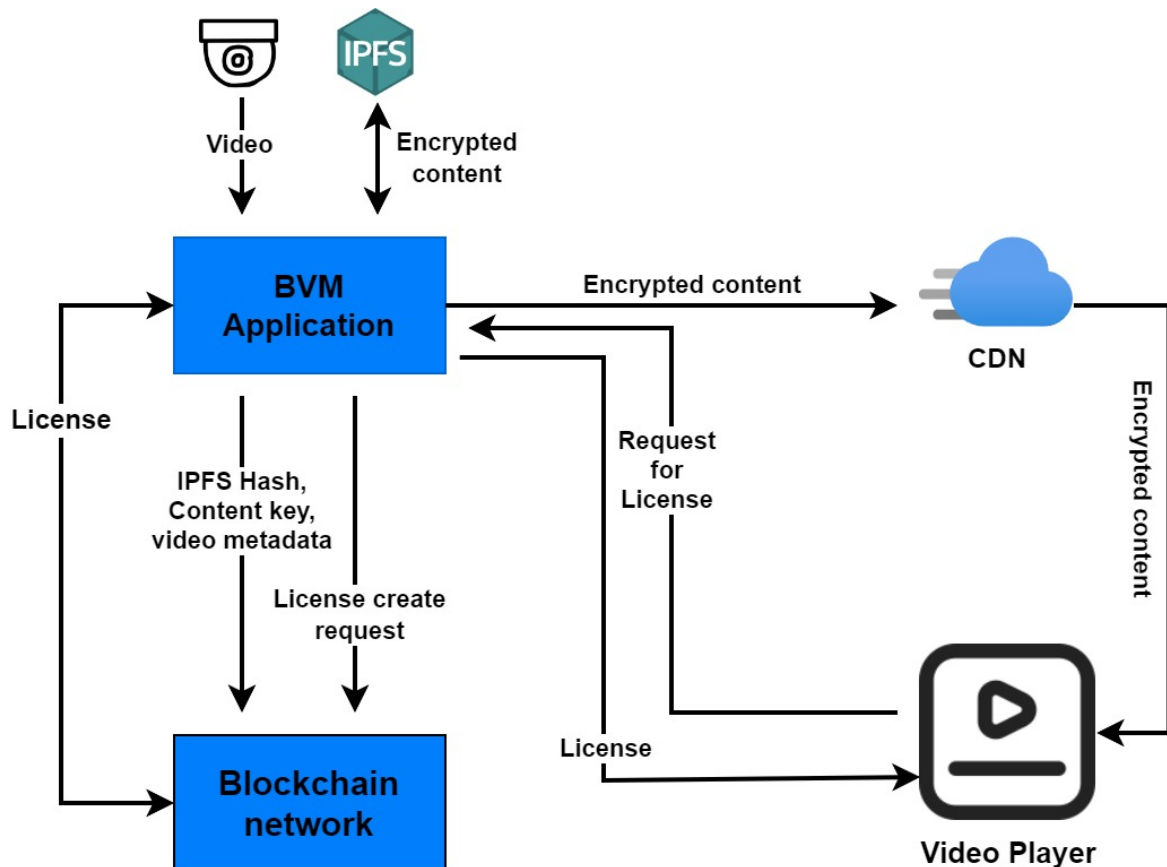 IPFS
Video
Encrypted
content
BVM
Application
Encrypted content
CDN
License
Request
for
License
Encrypted content
IPFS Hash,
Content key,
video metadata
License create
request
License
Blockchain
network
Video Player